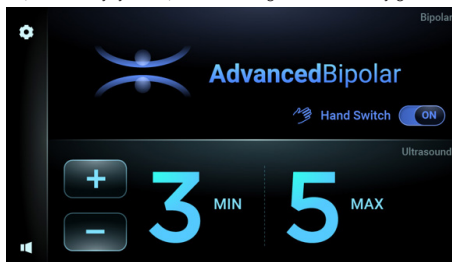 Bipolar
AdvancedBipolar
Hand Switch ON
Ultrasound
+
3 MIN 5 MAX
-